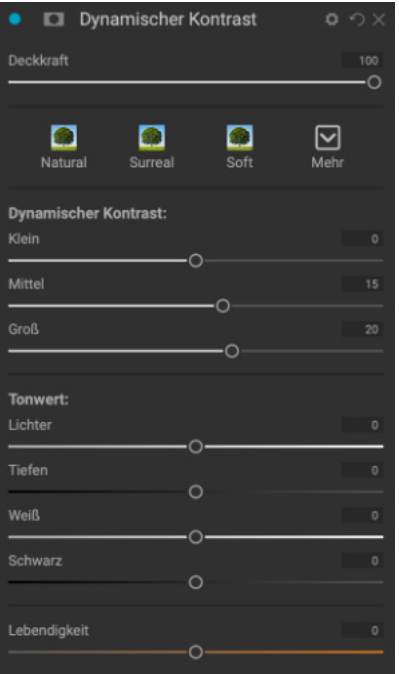 Dynamischer Kontrast
Deckkraft 100
Natural Surreal Soft Mehr
Dynamischer Kontrast:
Klein 0
Mittel 15
Groß 20
Tonwert:
Lichter 0
Tiefen 0
Weiß 0
Schwarz 0
Lebendigkeit 0